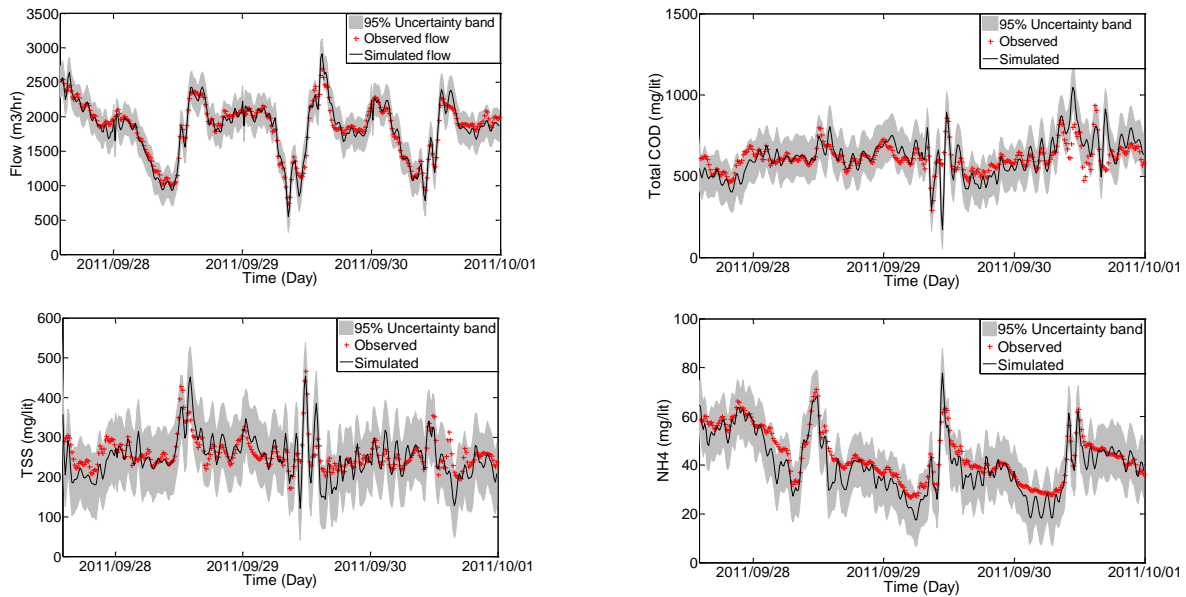 3500
3000
2500
2000
1500
1000
500
0
Flow (m3/hr)
95% Uncertainty band
Observed flow
Simulated flow
2011/09/28 2011/09/29 2011/09/30 2011/10/01
Time (Day)
1500
1000
500
0
Total COD (mg/lit)
95% Uncertainty band
Observed
Simulated
2011/09/28 2011/09/29 2011/09/30 2011/10/01
Time (Day)
600
500
400
300
200
100
0
TSS (mg/lit)
95% Uncertainty band
Observed
Simulated
2011/09/28 2011/09/29 2011/09/30 2011/10/01
Time (Day)
100
80
60
40
20
0
NH4 (mg/lit)
95% Uncertainty band
Observed
Simulated
2011/09/28 2011/09/29 2011/09/30 2011/10/01
Time (Day)